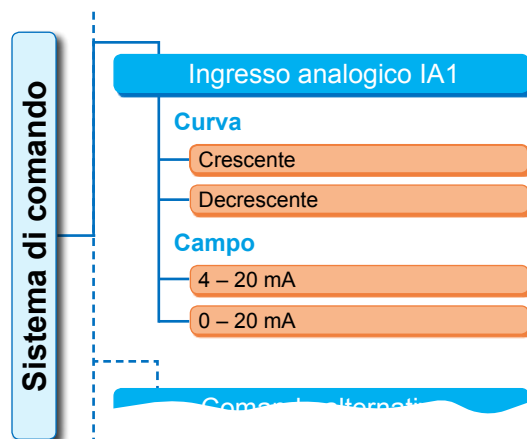 Sistema di comando
Ingresso analogico IA1
Curva
Crescente
Decrescente
Campo
4 – 20 mA
0 – 20 mA